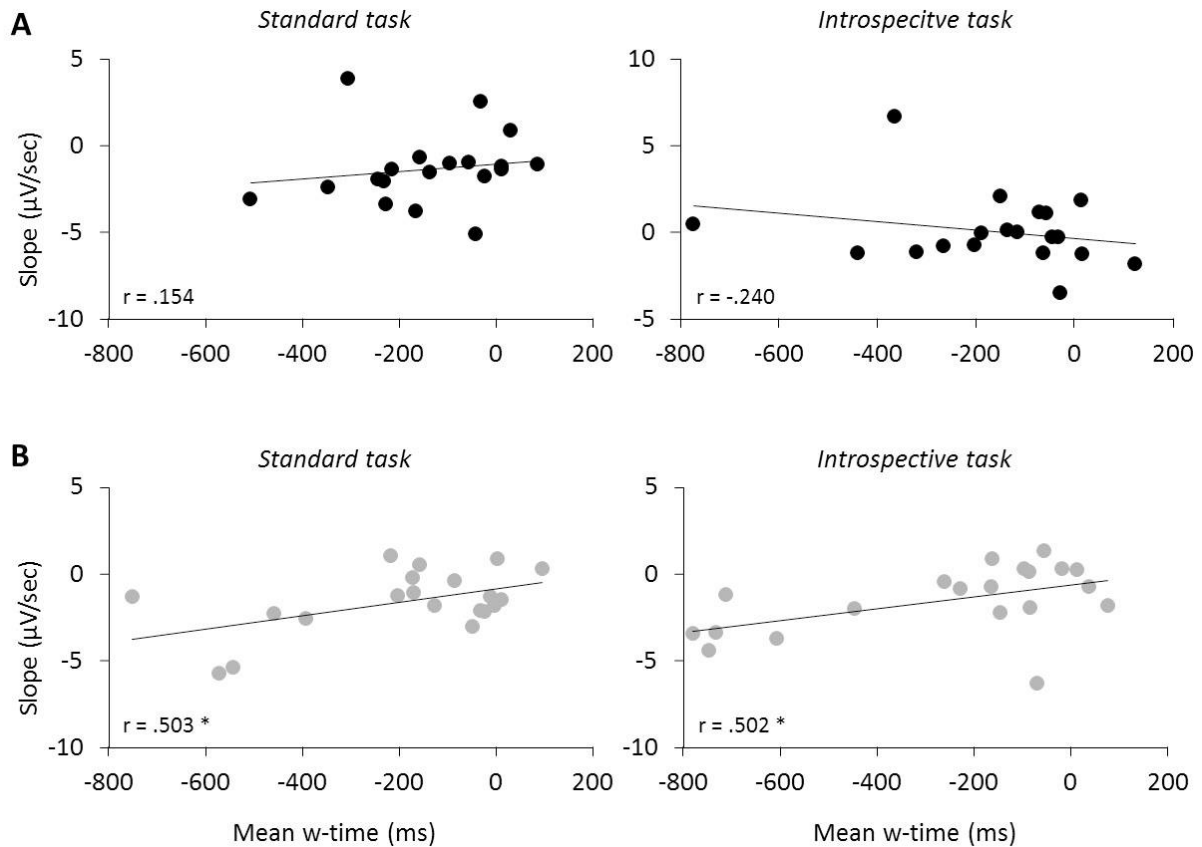 A
Standard task
Introspecitve task
5
0
-5
-10
Slope (µV/sec)
r = .154
-800 -600 -400 -200 0 200
10
5
0
-5
r = -.240
-800 -600 -400 -200 0 200
B
Standard task
Introspective task
5
0
-5
-10
Slope (µV/sec)
r = .503 *
-800 -600 -400 -200 0 200
Mean w-time (ms)
5
0
-5
-10
r = .502 *
-800 -600 -400 -200 0 200
Mean w-time (ms)